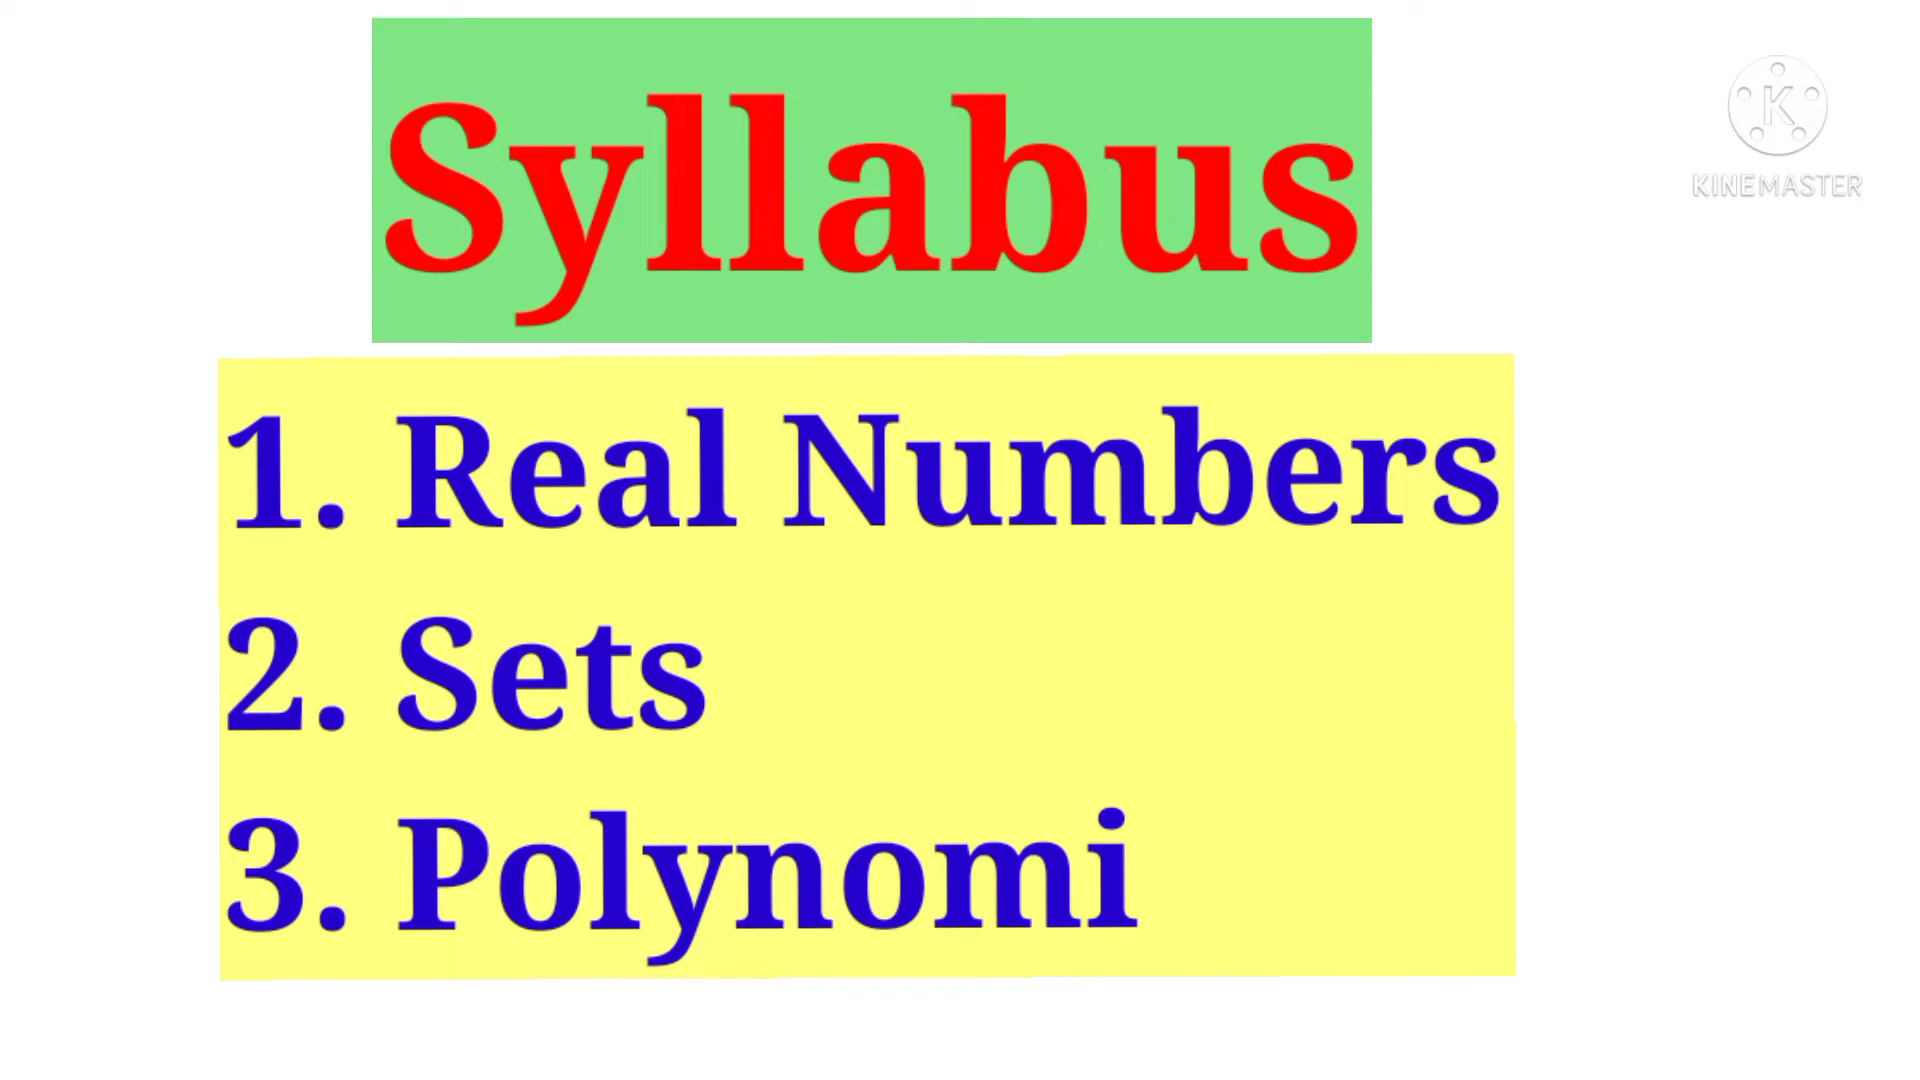 Syllabus
K
KINEMASTER
1. Real Numbers
2. Sets
3. Polynomi